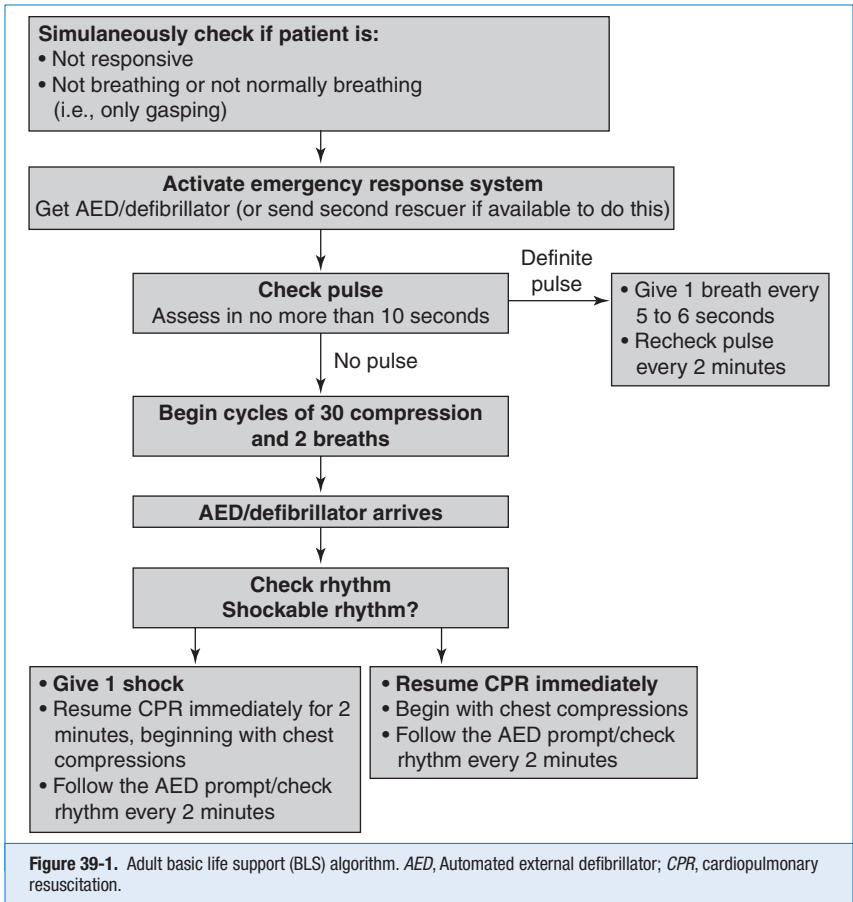 Simultaneously check if patient is:
• Not responsive
• Not breathing or not normally breathing
(i.e., only gasping)
Activate emergency response system
Get AED/defibrillator (or send second rescuer if available to do this)
Check pulse
Assess in no more than 10 seconds
Definite
pulse
• Give 1 breath every
5 to 6 seconds
• Recheck pulse
every 2 minutes
No pulse
Begin cycles of 30 compression
and 2 breaths
AED/defibrillator arrives
Check rhythm
Shockable rhythm?
• Give 1 shock
• Resume CPR immediately for 2
minutes, beginning with chest
compressions
• Follow the AED prompt/check
rhythm every 2 minutes
• Resume CPR immediately
• Begin with chest compressions
• Follow the AED prompt/check
rhythm every 2 minutes
Figure 39-1. Adult basic life support (BLS) algorithm. AED, Automated external defibrillator; CPR, cardiopulmonary
resuscitation.